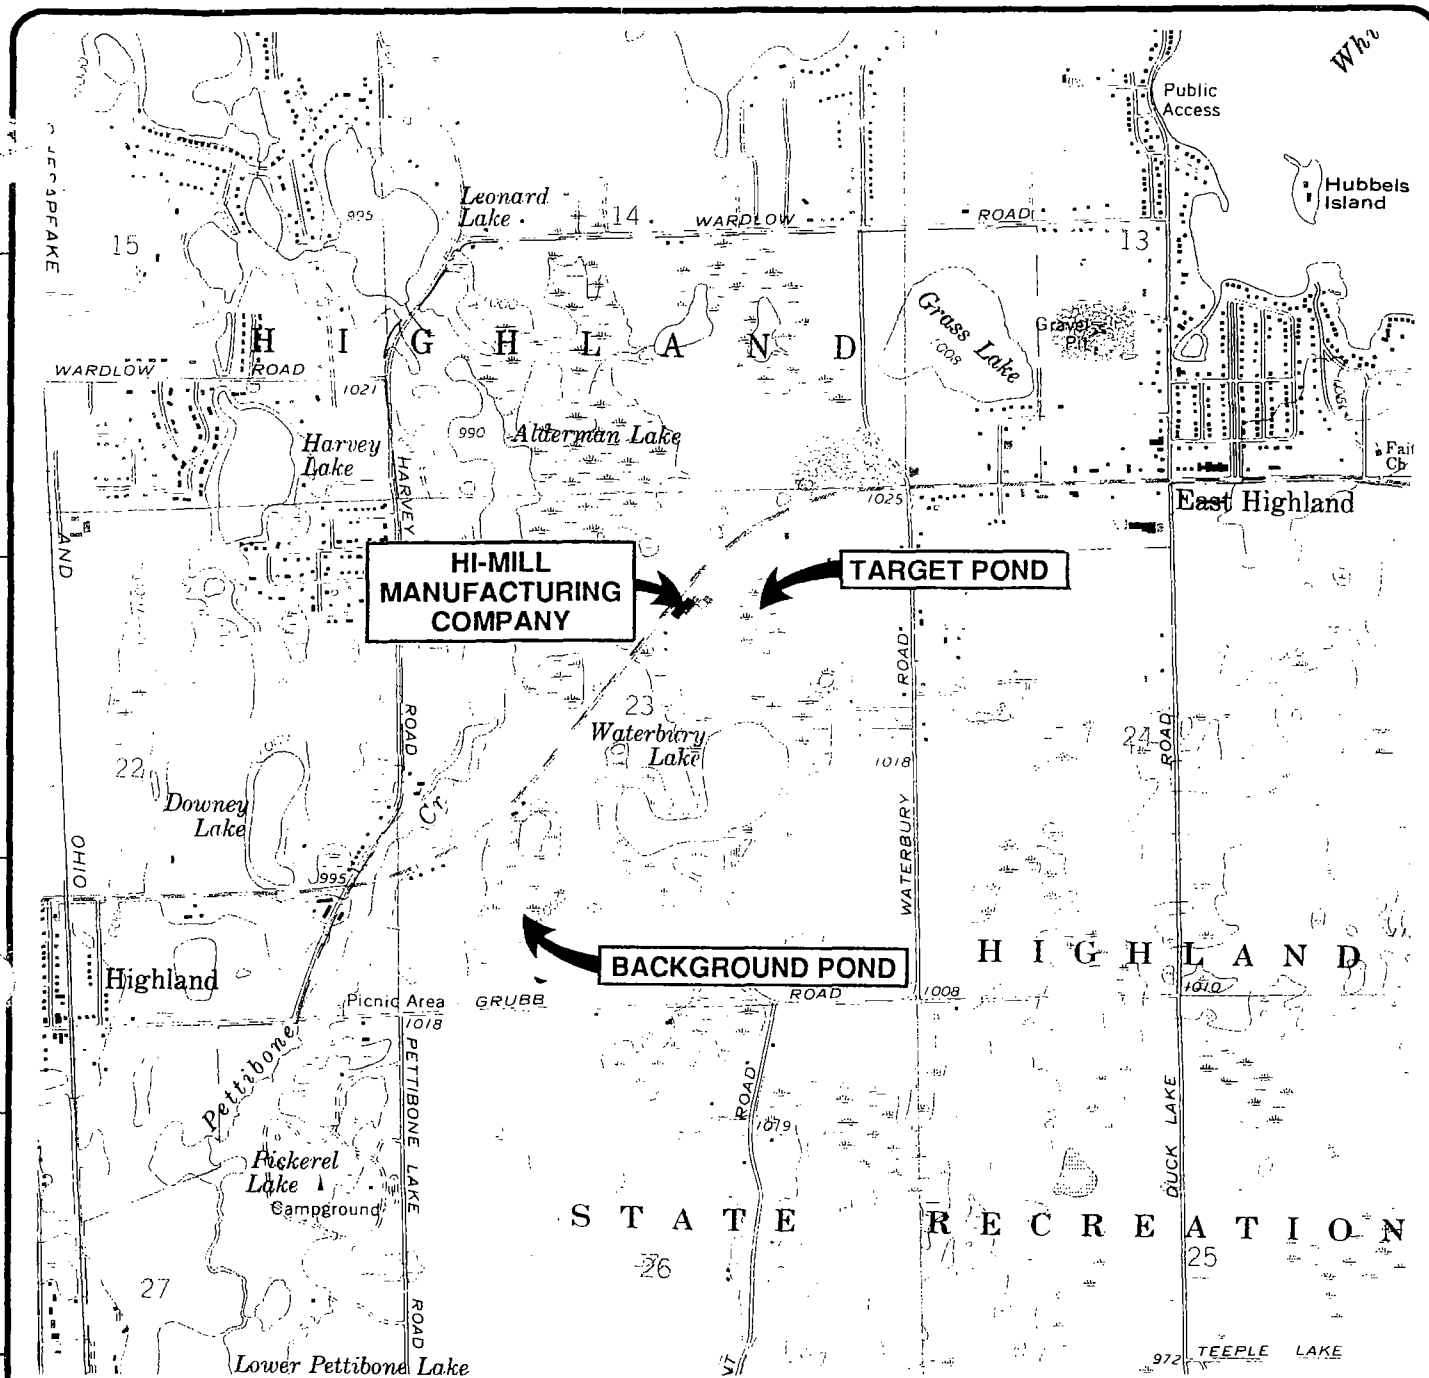 Public
Access
Hubbels
Island
Leonard
Lake
995
14
WARDLOW
ROAD
13
15
H I G H L A N D
Grass Lake
1008
Gravel
Pit
WARDLOW
ROAD
1021
Harvey
Lake
990
Alderman Lake
HARVEY
1025
East Highland
AND
HI-MILL
MANUFACTURING
COMPANY
TARGET POND
ROAD
23
Waterbury
Lake
ROAD
1018
24
ROAD
22
Downey
Lake
Cr
OHIO
995
WATERBURY
BACKGROUND POND
H I G H L A N D
Highland
Picnic Area
GRUBB
ROAD
1008
1010
1018
Pettibone
PETTIBONE LAKE
ROAD
1019
DUCK LAKE
Pickerel
Lake
Campground
S T A T E R E C R E A T I O N
26
25
27
ROAD
Lower Pettibone Lake
972
TEEPLE LAKE